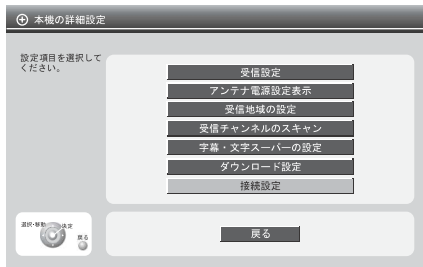 本機の詳細設定
設定項目を選択して
ください。
受信設定
アンテナ電源設定表示
受信地域の設定
受信チャンネルのスキャン
字幕・文字スーパーの設定
ダウンロード設定
接続設定
選択・移動
決定
戻る
戻る